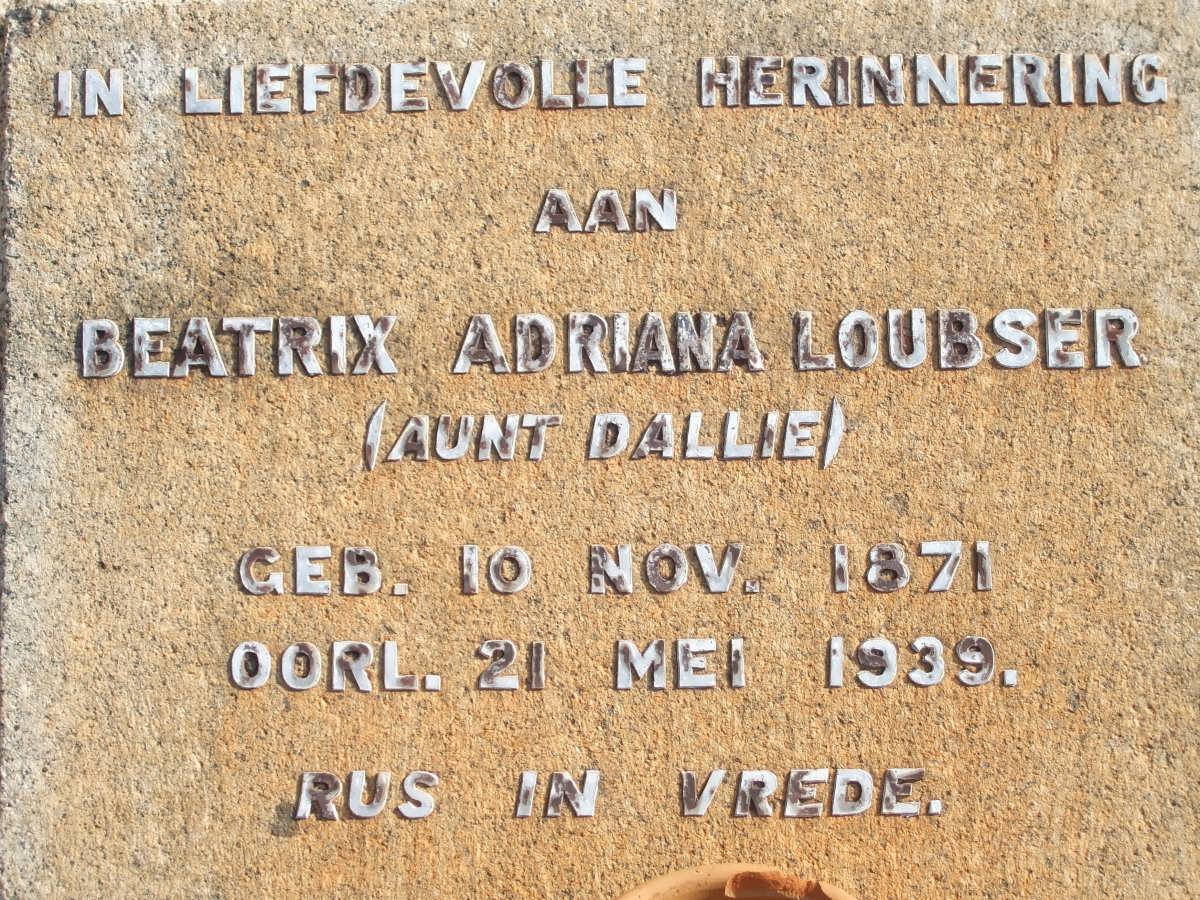 IN LIEFDEVOLLE HERINNERING
AAN
BEATRIX ADRIANA LOUBSER
(AUNT DALLIE)
GEB. 10 NOV. 1871
OORL. 21 MEI 1939.
RUS IN VREDE.